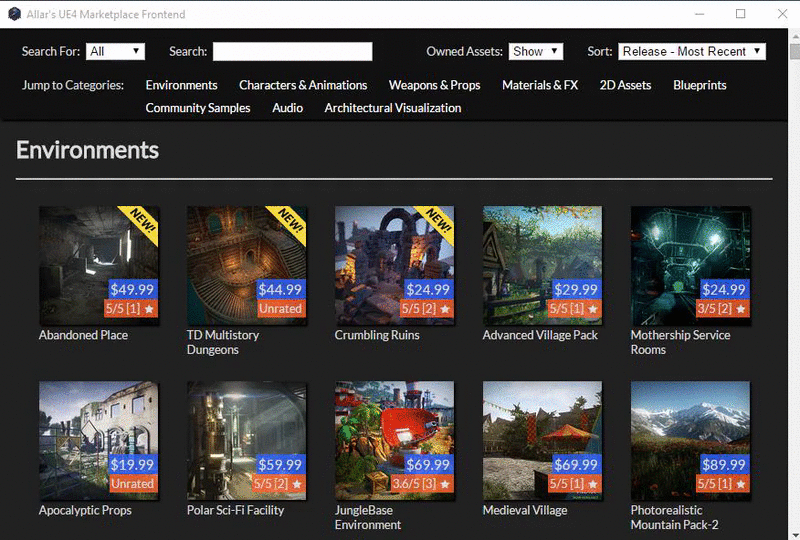 Allar's UE4 Marketplace Frontend
Search For: All Search: Owned Assets: Show Sort: Release - Most Recent
Jump to Categories: Environments Characters & Animations Weapons & Props Materials & FX 2D Assets Blueprints
Community Samples Audio Architectural Visualization
Environments
NEW! NEW! NEW!
$49.99 $44.99 $24.99 $29.99 $24.99
5/5 [1] ★ Unrated 5/5 [2] ★ 5/5 [1] ★ 3/5 [2] ★
Abandoned Place TD Multistory Crumbling Ruins Advanced Village Pack Mothership Service
Dungeons Rooms
$19.99 $59.99 $69.99 $69.99 $89.99
Unrated 5/5 [2] ★ 3.6/5 [3] ★ 5/5 [1] ★ 5/5 [1] ★
Apocalyptic Props Polar Sci-Fi Facility JungleBase Medieval Village Photorealistic
Environment Mountain Pack-2